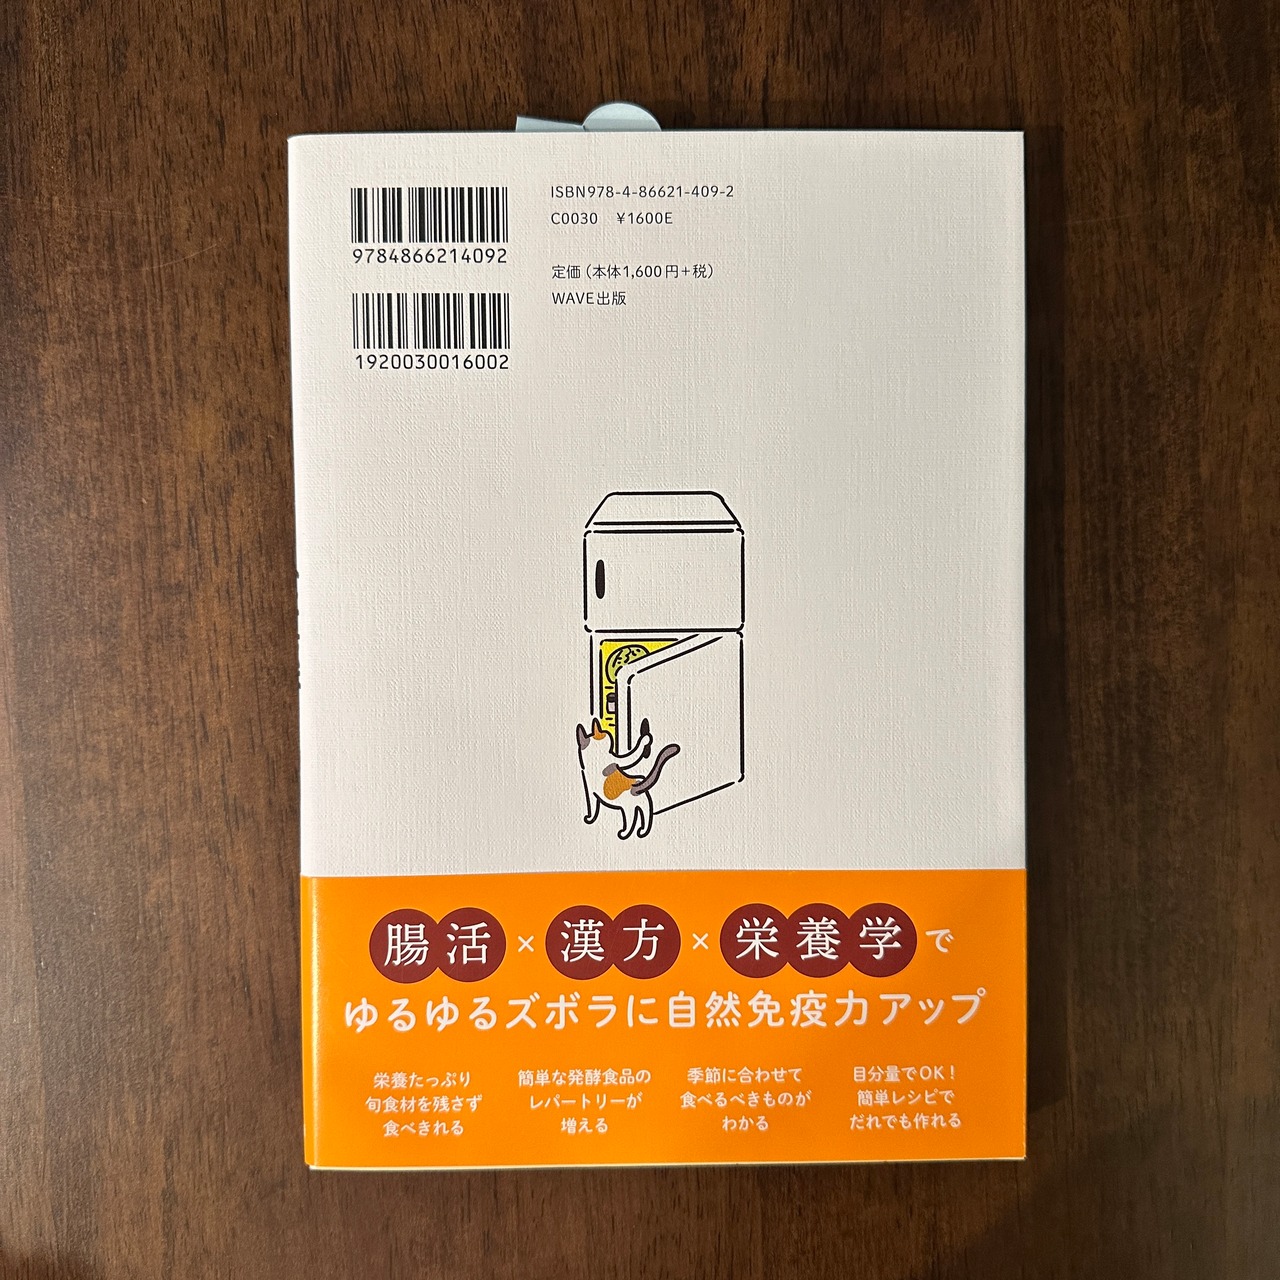 9784866214092
1920030016002
ISBN978-4-86621-409-2
C0030 ¥1600E
定価(本体1,600円+税)
WAVE出版
腸活×漢方×栄養学で
ゆるゆるズボラに自然免疫力アップ
栄養たっぷり
旬食材を残さず
食べきれる
簡単な発酵食品の
レパートリーが
増える
季節に合わせて
食べるべきものが
わかる
目分量でOK!
簡単レシピで
だれでも作れる